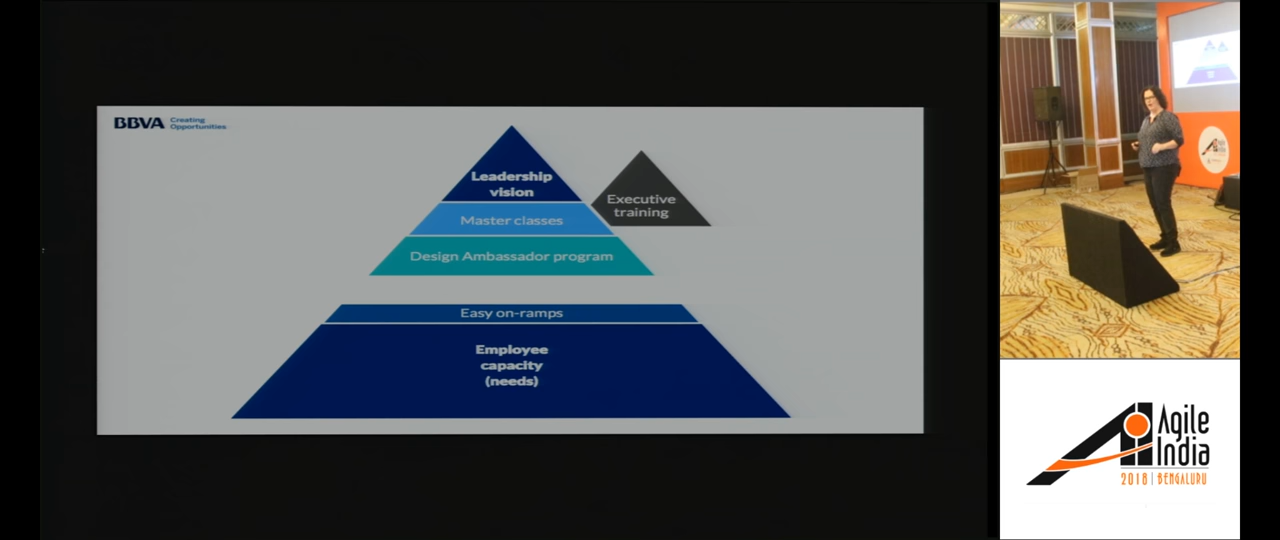 BBVA Creating
Opportunities
Leadership
vision
Executive
training
Master classes
Design Ambassador program
Easy on-ramps
Employee
capacity
(needs)
Agile
India
2018 | BENGALURU